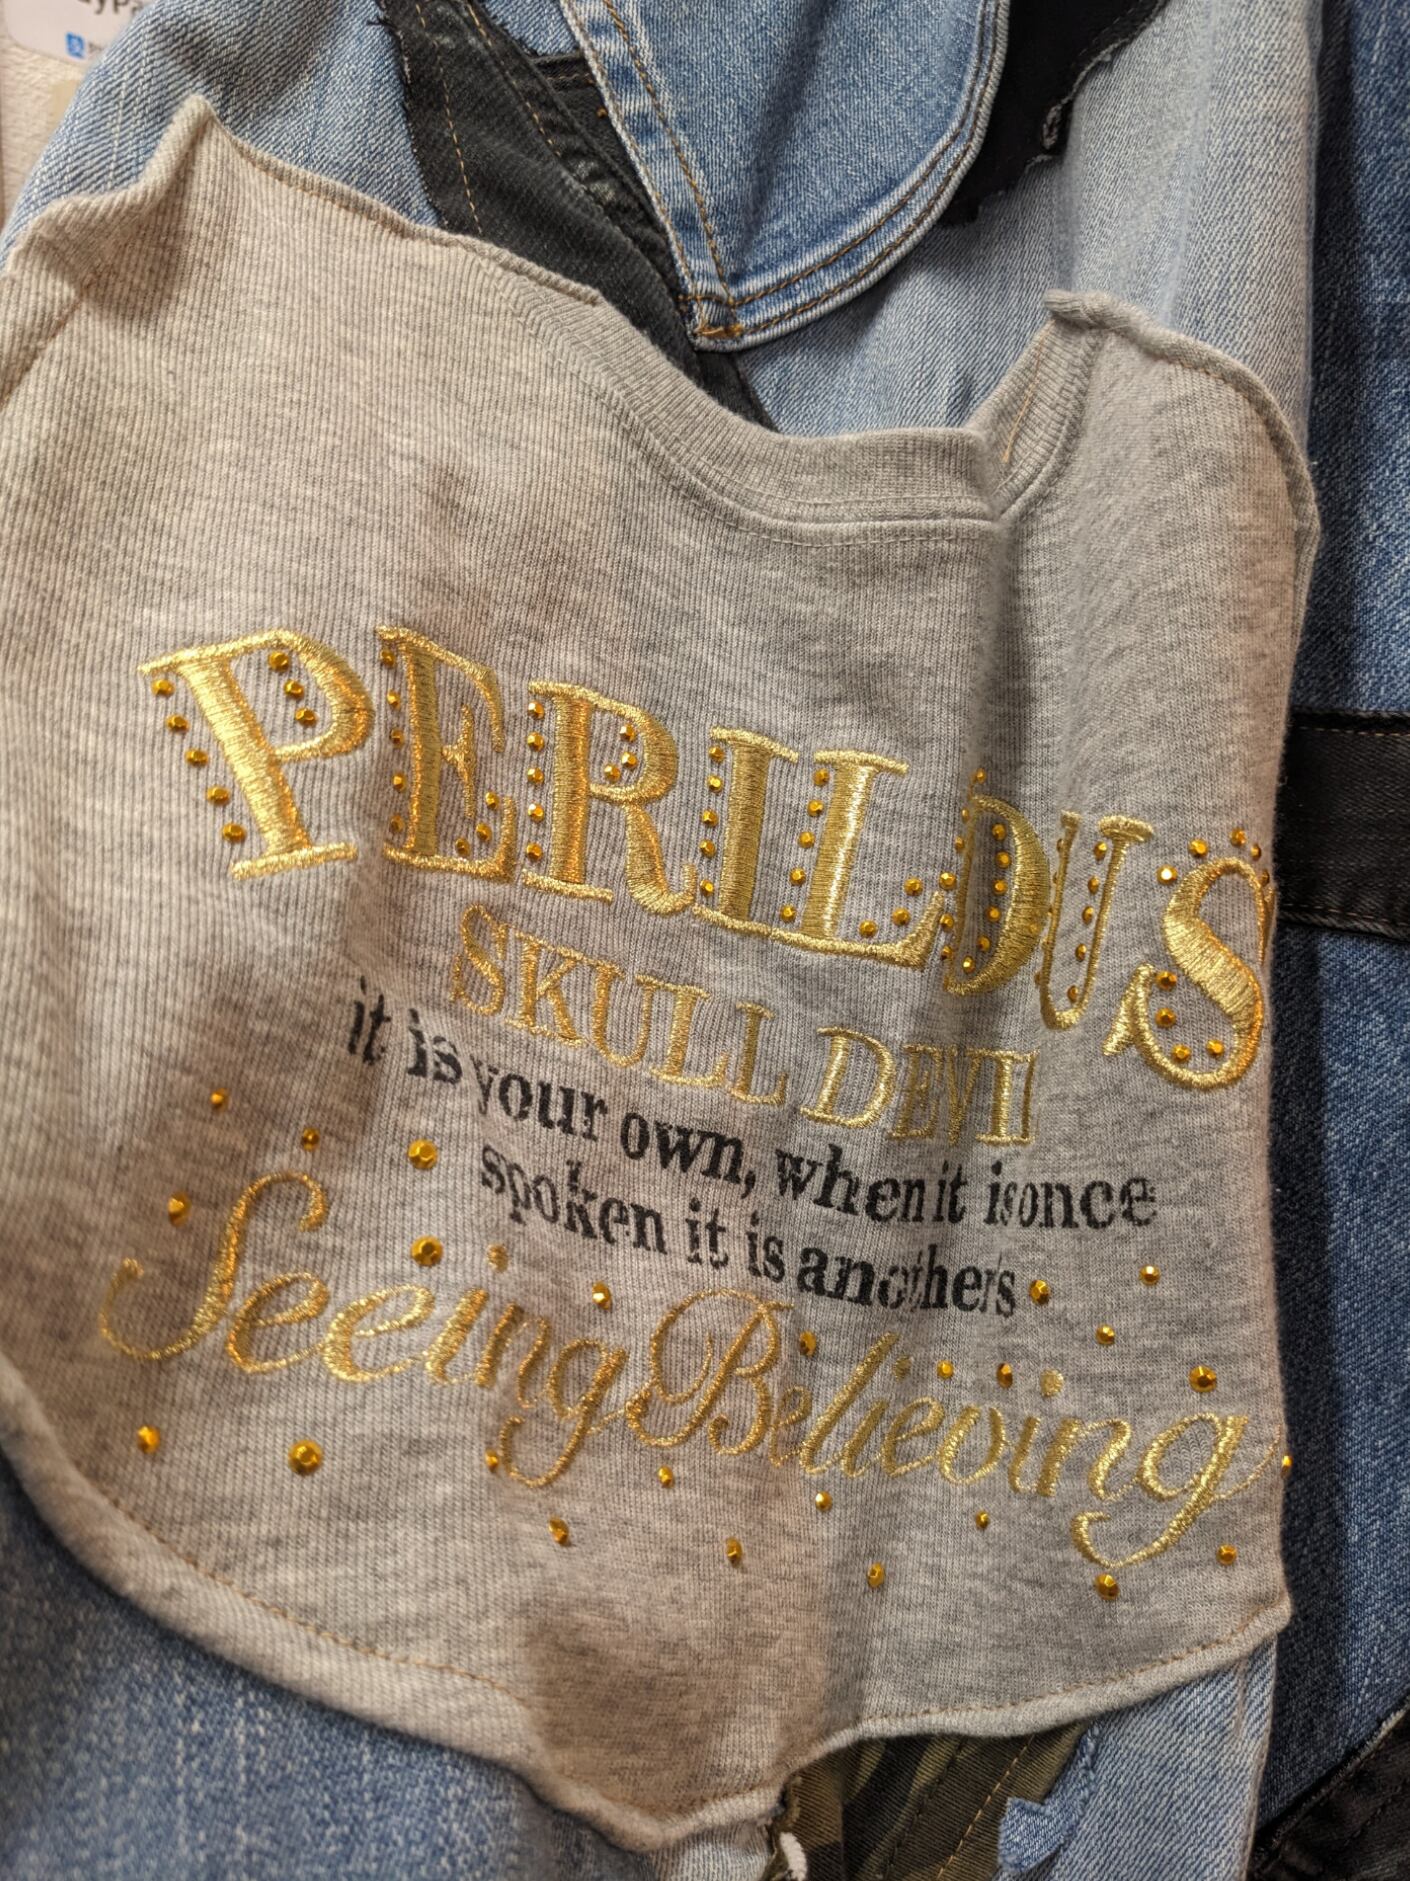 PERILOUS
SKULL DEVIL
it is your own, when it is once
spoken it is anothers
Seeing Believing